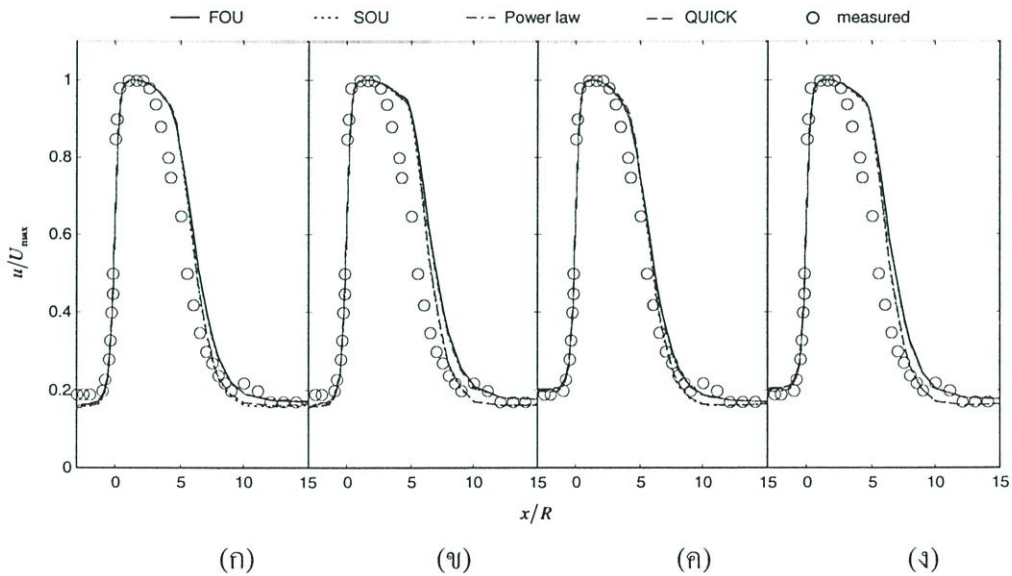 FOU SOU Power law QUICK measured
1
0.8
0.6
0.4
0.2
0
u/U_max
0 5 10 15 0 5 10 15 0 5 10 15 0 5 10 15
x/R
(ก) (ข) (ค) (ง)